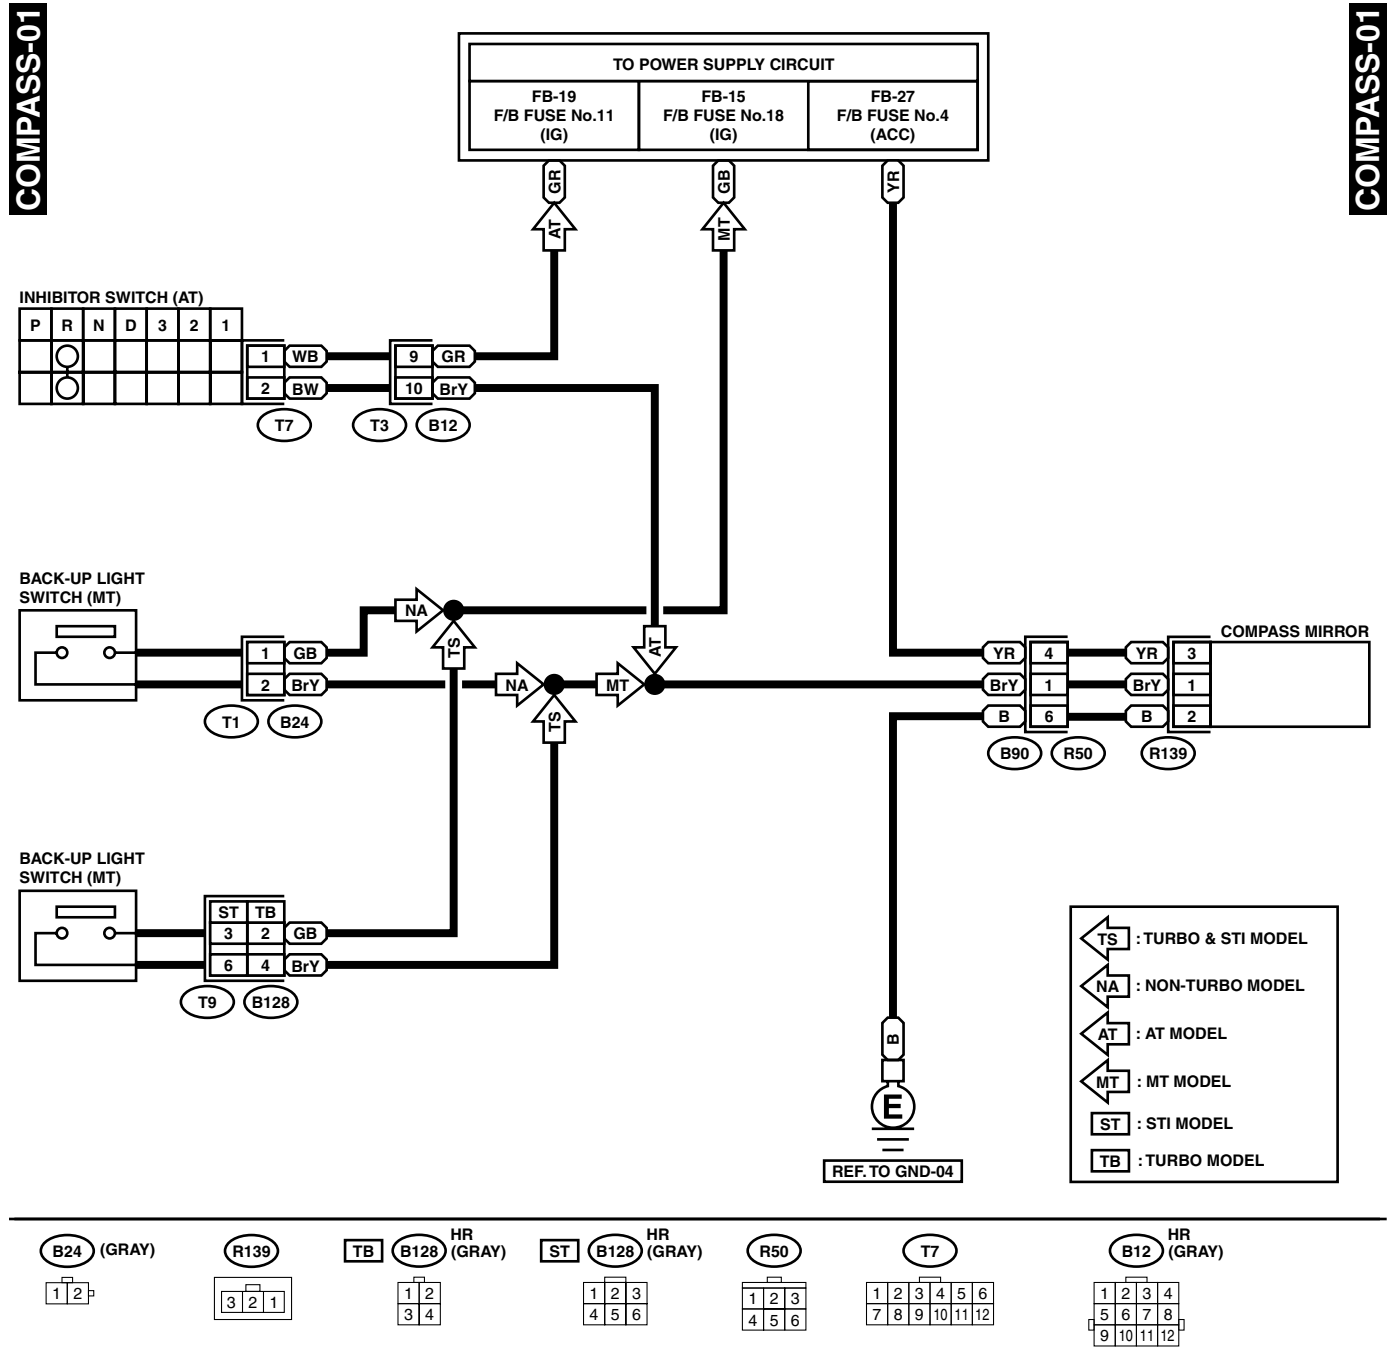 COMPASS-01
COMPASS-01
TO POWER SUPPLY CIRCUIT
FB-19
F/B FUSE No.11
(IG)
FB-15
F/B FUSE No.18
(IG)
FB-27
F/B FUSE No.4
(ACC)
GR
GB
YR
AT
MT
INHIBITOR SWITCH (AT)
P R N D 3 2 1
1 WB 9 GR
2 BW 10 BrY
T7 T3 B12
BACK-UP LIGHT
SWITCH (MT)
NA
TS
1 GB
2 BrY
NA
MT
AT
TS
T1 B24
COMPASS MIRROR
YR 4 YR 3
BrY 1 BrY 1
B 6 B 2
B90 R50 R139
BACK-UP LIGHT
SWITCH (MT)
ST TB
3 2 GB
6 4 BrY
T9 B128
B
E
REF. TO GND-04
TS : TURBO & STI MODEL
NA : NON-TURBO MODEL
AT : AT MODEL
MT : MT MODEL
ST : STI MODEL
TB : TURBO MODEL
B24 (GRAY)
1 2
R139
3 2 1
TB B128 HR
(GRAY)
1 2
3 4
ST B128 HR
(GRAY)
1 2 3
4 5 6
R50
1 2 3
4 5 6
T7
1 2 3 4 5 6
7 8 9 10 11 12
B12 HR
(GRAY)
1 2 3 4
5 6 7 8
9 10 11 12